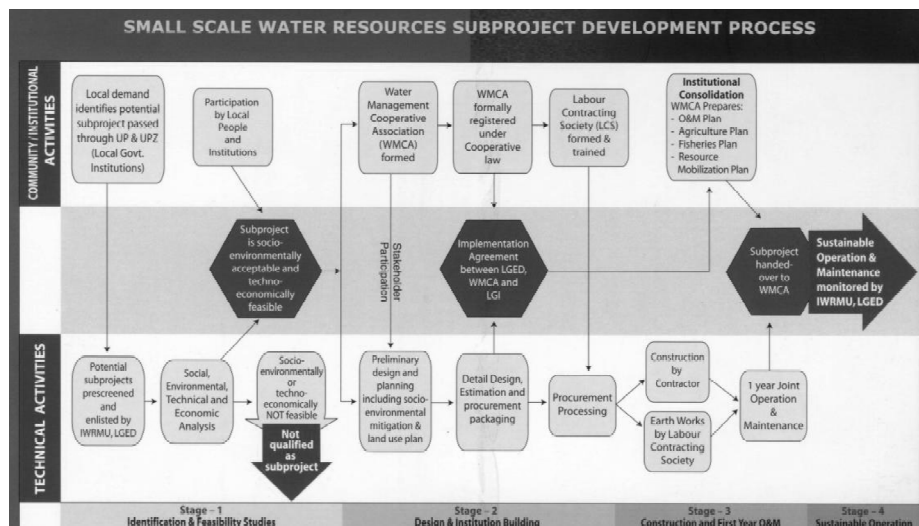 SMALL SCALE WATER RESOURCES SUBPROJECT DEVELOPMENT PROCESS
COMMUNITY / INSTITUTIONAL
ACTIVITIES
Local demand
identifies potential
subproject passed
through UP & UPZ
(Local Govt.
Institutions)
Participation
by Local
People and
Institutions
Water
Management
Cooperative
Association
(WMCA)
formed
WMCA
formally
registered
under
Cooperative
law
Labour
Contracting
Society (LCS)
formed &
trained
Institutional
Consolidation
WMCA Prepares:
- O&M Plan
- Agriculture Plan
- Fisheries Plan
- Resource
Mobilization Plan
Subproject
is socio-
environmentally
acceptable and
techno-
economically
feasible
Stakeholder
Participation
Implementation
Agreement
between LGED,
WMCA and
LGI
Subproject
handed-
over to
WMCA
Sustainable
Operation &
Maintenance
monitored by
IWRMU, LGED
TECHNICAL ACTIVITIES
Potential
subprojects
prescreened
and
enlisted by
IWRMU, LGED
Social,
Environmental,
Technical and
Economic
Analysis
Socio-
environmentally
or
techno-
economically
NOT feasible
Not
qualified
as
subproject
Preliminary
design and
planning
including socio-
environmental
mitigation &
land use plan
Detail Design,
Estimation and
procurement
packaging
Procurement
Processing
Construction
by
Contractor
Earth Works
by Labour
Contracting
Society
1 year Joint
Operation
&
Maintenance
Stage – 1
Identification & Feasibility Studies
Stage – 2
Design & Institution Building
Stage – 3
Construction and First Year O&M
Stage – 4
Sustainable Operation